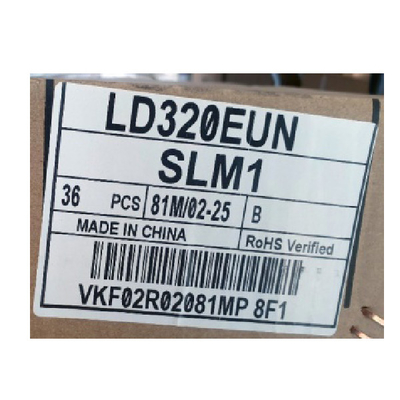 LD320EUN
SLM1
36 PCS 81M/02-25 B
MADE IN CHINA RoHS Verified
VKF02R02081MP 8F1